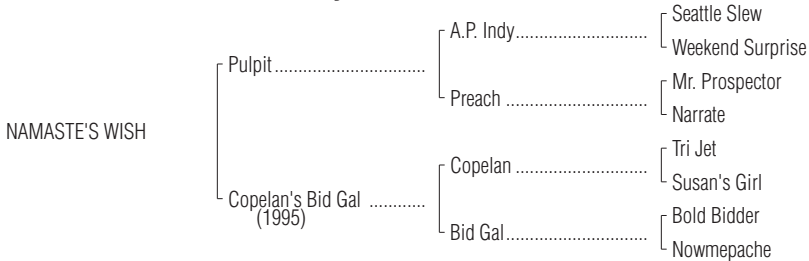 Seattle Slew
A.P. Indy..............................
Weekend Surprise
Pulpit..................................
Mr. Prospector
Preach ................................
Narrate
NAMASTE'S WISH
Tri Jet
Copelan ..............................
Susan's Girl
Copelan's Bid Gal .............
(1995)
Bold Bidder
Bid Gal................................
Nowmepache